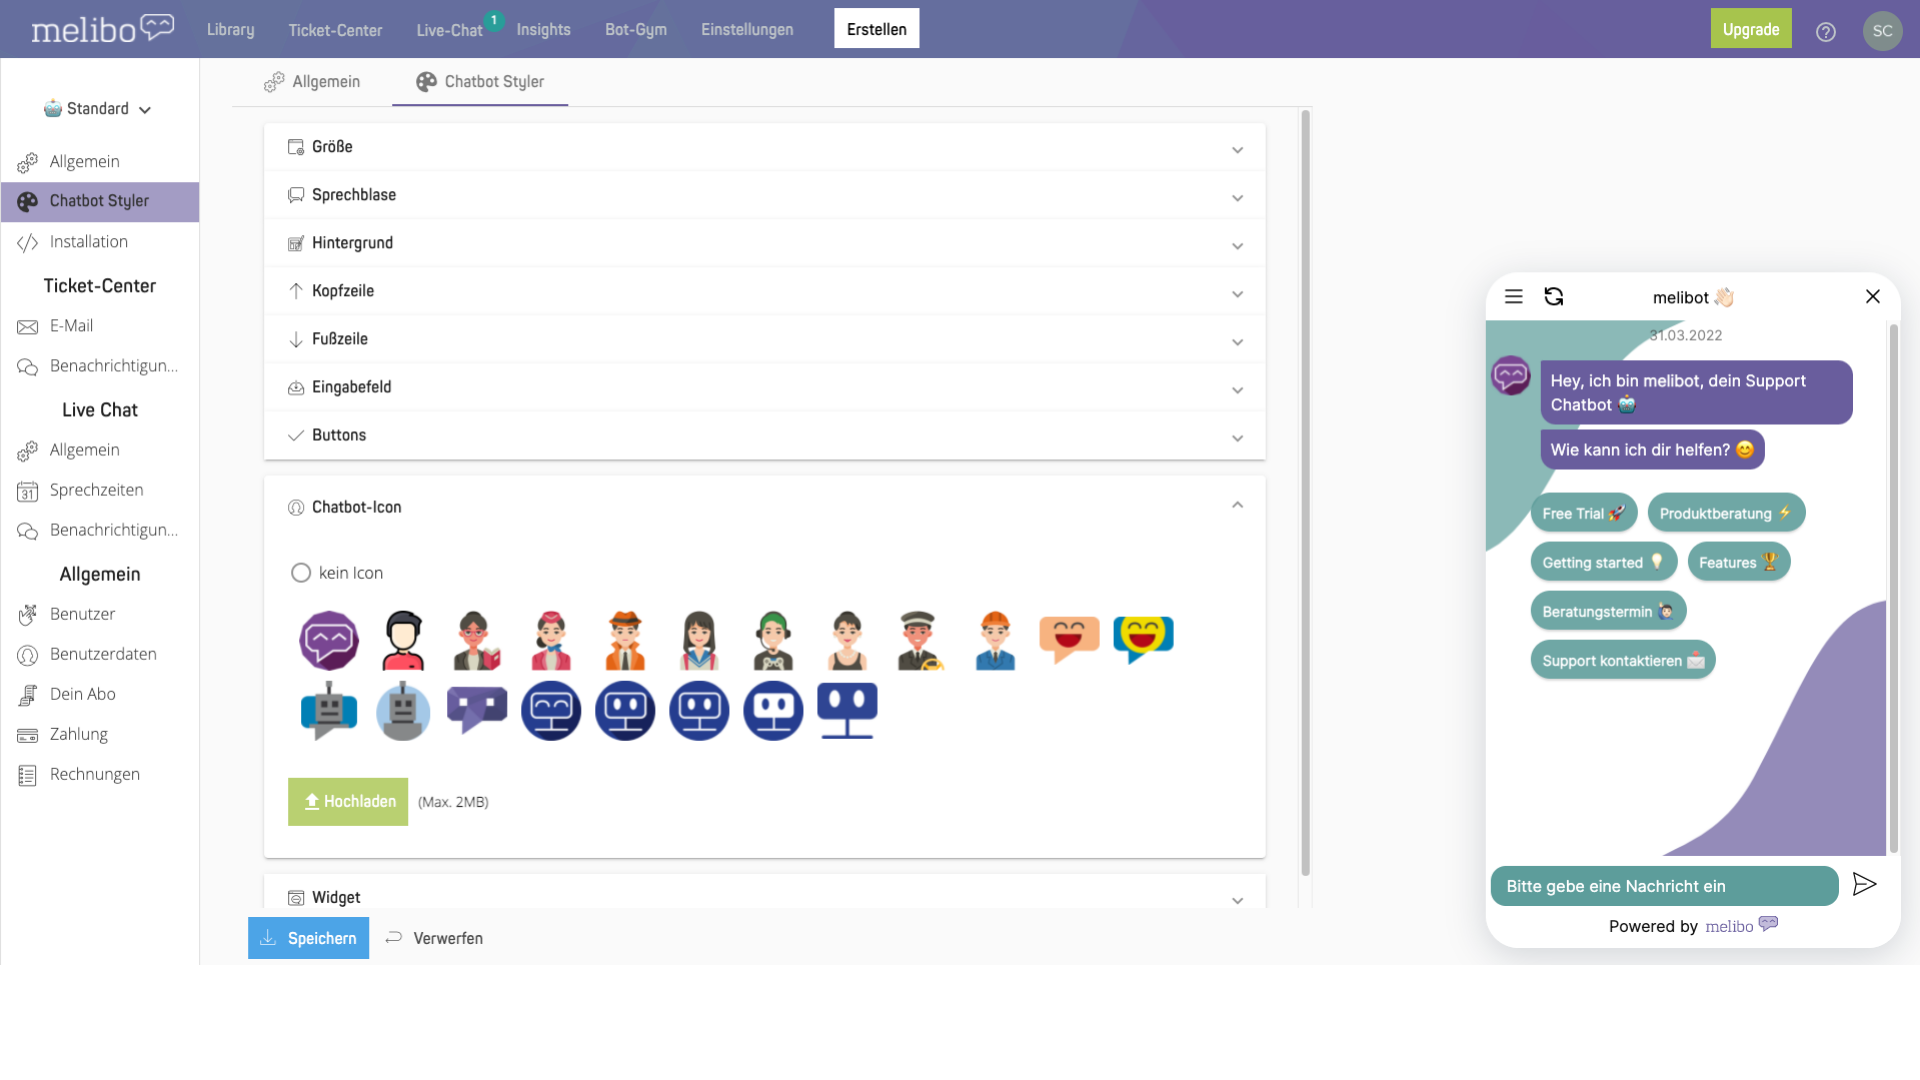 melibo
Library
Ticket-Center
Live-Chat
1
Insights
Bot-Gym
Einstellungen
Erstellen
Upgrade
?
SC
Standard
Allgemein
Chatbot Styler
Installation
Ticket-Center
E-Mail
Benachrichtigun...
Live Chat
Allgemein
31
Sprechzeiten
Benachrichtigun...
Allgemein
Benutzer
Benutzerdaten
Dein Abo
Zahlung
Rechnungen
Allgemein
Chatbot Styler
Größe
Sprechblase
Hintergrund
Kopfzeile
Fußzeile
Eingabefeld
Buttons
Chatbot-Icon
kein Icon
Hochladen
(Max. 2MB)
Widget
Speichern
Verwerfen
melibot 👋🏻
31.03.2022
Hey, ich bin melibot, dein Support
Chatbot 🤖
Wie kann ich dir helfen? 😊
Free Trial 🚀
Produktberatung ⚡
Getting started 💡
Features 🏆
Beratungstermin 🙋🏻‍♂️
Support kontaktieren 📩
Bitte gebe eine Nachricht ein
Powered by melibo